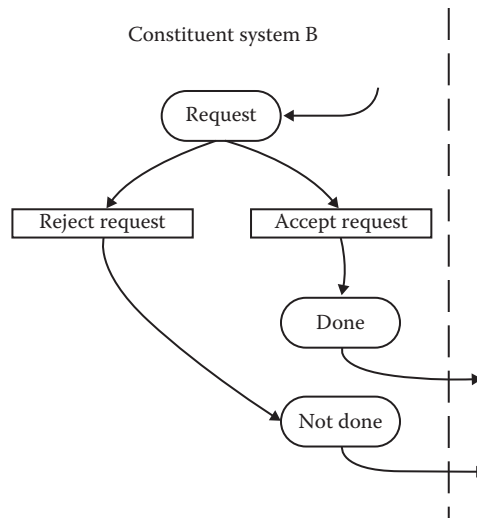 Constituent system B
Request
Reject request
Accept request
Done
Not done